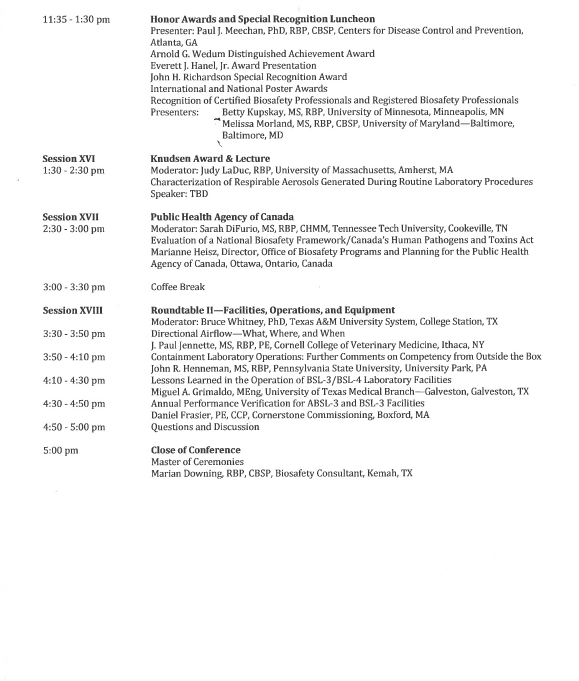 11:35 - 1:30 pm Honor Awards and Special Recognition Luncheon
Presenter: Paul J. Meechan, PhD, RBP, CBSP, Centers for Disease Control and Prevention,
Atlanta, GA
Arnold G. Wedum Distinguished Achievement Award
Everett J. Hanel, Jr. Award Presentation
John H. Richardson Special Recognition Award
International and National Poster Awards
Recognition of Certified Biosafety Professionals and Registered Biosafety Professionals
Presenters: Betty Kupskay, MS, RBP, University of Minnesota, Minneapolis, MN
Melissa Morland, MS, RBP, CBSP, University of Maryland—Baltimore,
Baltimore, MD
Session XVI Knudsen Award & Lecture
1:30 - 2:30 pm Moderator: Judy LaDuc, RBP, University of Massachusetts, Amherst, MA
Characterization of Respirable Aerosols Generated During Routine Laboratory Procedures
Speaker: TBD
Session XVII Public Health Agency of Canada
2:30 - 3:00 pm Moderator: Sarah DiFurio, MS, RBP, CHMM, Tennessee Tech University, Cookeville, TN
Evaluation of a National Biosafety Framework/Canada's Human Pathogens and Toxins Act
Marianne Heisz, Director, Office of Biosafety Programs and Planning for the Public Health
Agency of Canada, Ottawa, Ontario, Canada
3:00 - 3:30 pm Coffee Break
Session XVIII Roundtable II—Facilities, Operations, and Equipment
Moderator: Bruce Whitney, PhD, Texas A&M University System, College Station, TX
3:30 - 3:50 pm Directional Airflow—What, Where, and When
J. Paul Jennette, MS, RBP, PE, Cornell College of Veterinary Medicine, Ithaca, NY
3:50 - 4:10 pm Containment Laboratory Operations: Further Comments on Competency from Outside the Box
John R. Henneman, MS, RBP, Pennsylvania State University, University Park, PA
4:10 - 4:30 pm Lessons Learned in the Operation of BSL-3/BSL-4 Laboratory Facilities
Miguel A. Grimaldo, MEng, University of Texas Medical Branch—Galveston, Galveston, TX
4:30 - 4:50 pm Annual Performance Verification for ABSL-3 and BSL-3 Facilities
Daniel Frasier, PE, CCP, Cornerstone Commissioning, Boxford, MA
4:50 - 5:00 pm Questions and Discussion
5:00 pm Close of Conference
Master of Ceremonies
Marian Downing, RBP, CBSP, Biosafety Consultant, Kemah, TX